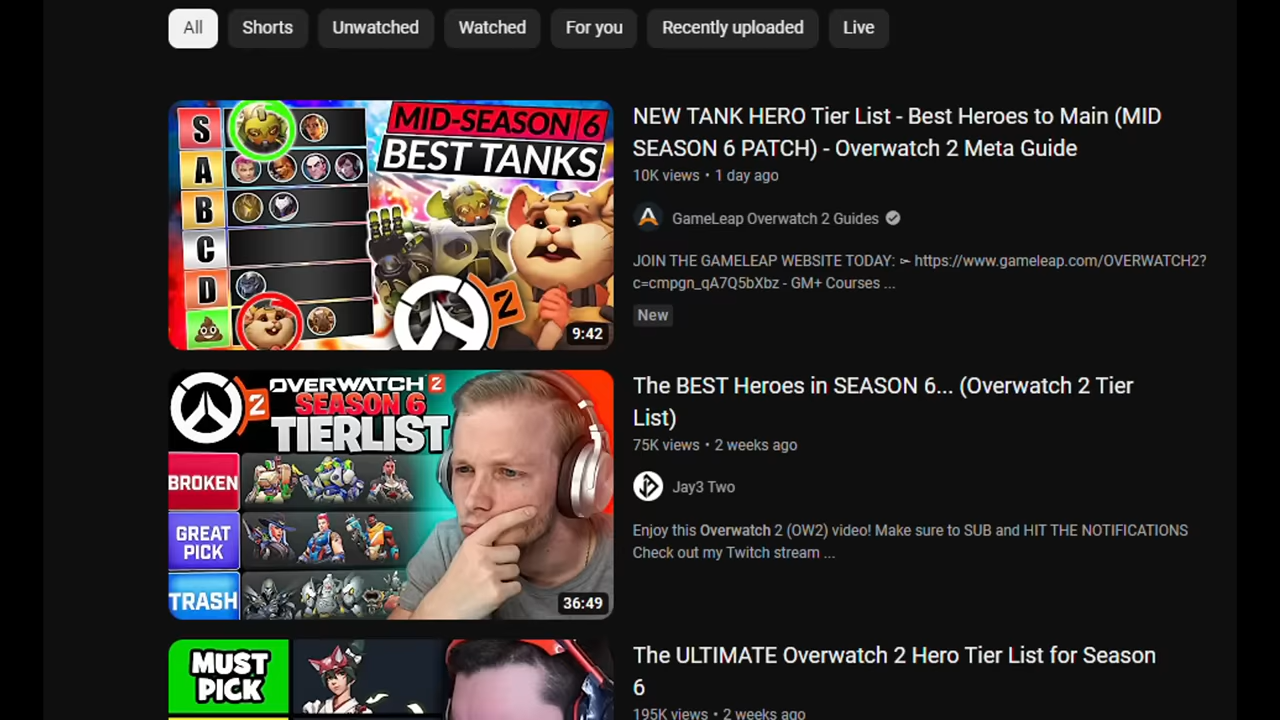 All Shorts Unwatched Watched For you Recently uploaded Live
MID-SEASON 6
BEST TANKS
S
A
B
C
D
2
9:42
NEW TANK HERO Tier List - Best Heroes to Main (MID
SEASON 6 PATCH) - Overwatch 2 Meta Guide
10K views • 1 day ago
GameLeap Overwatch 2 Guides
JOIN THE GAMELEAP WEBSITE TODAY: ➳ https://www.gameleap.com/OVERWATCH2?
c=cmpgn_qA7Q5bXbz - GM+ Courses ...
New
2
OVERWATCH 2
SEASON 6
TIERLIST
BROKEN
GREAT
PICK
TRASH
36:49
The BEST Heroes in SEASON 6... (Overwatch 2 Tier
List)
75K views • 2 weeks ago
Jay3 Two
Enjoy this Overwatch 2 (OW2) video! Make sure to SUB and HIT THE NOTIFICATIONS
Check out my Twitch stream ...
MUST
PICK
The ULTIMATE Overwatch 2 Hero Tier List for Season
6
195K views • 2 weeks ago